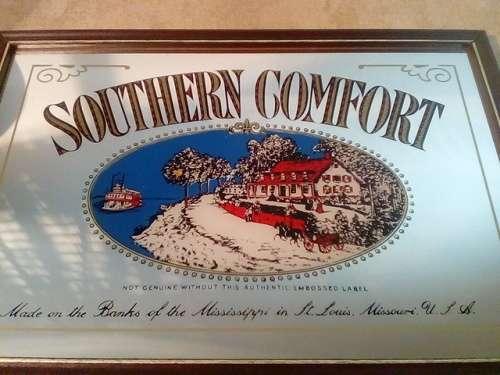 SOUTHERN COMFORT
NOT GENUINE WITHOUT THIS AUTHENTIC EMBOSSED LABEL
Made on the Banks of the Mississippi in St. Louis, Missouri, U. S. A.